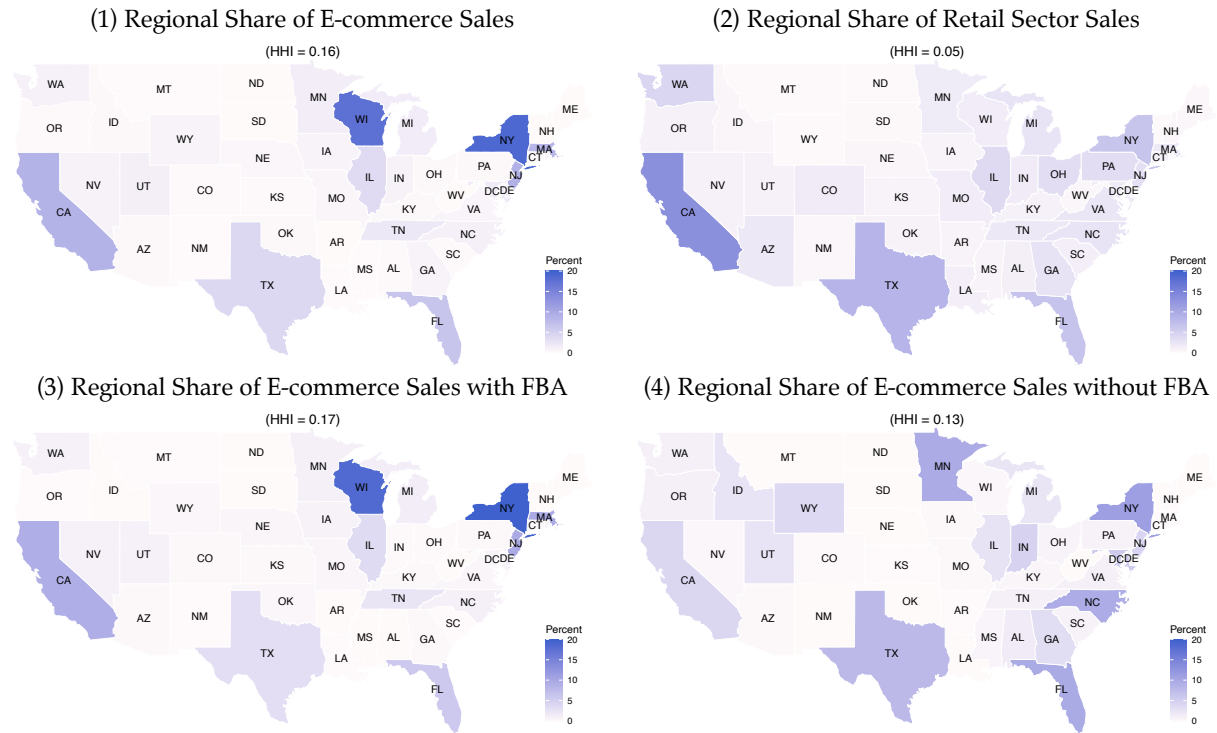 (1) Regional Share of E-commerce Sales
(HHI = 0.16)
WA
MT
ND
MN
WI
MI
ME
OR
ID
SD
NY
NH
MA
CT
WY
IA
NE
PA
NJ
NV
UT
CO
IL
IN
OH
DC
DE
CA
KS
MO
WV
VA
KY
AZ
NM
OK
TN
NC
AR
SC
TX
MS
AL
GA
LA
FL
Percent
20
15
10
5
0
(2) Regional Share of Retail Sector Sales
(HHI = 0.05)
WA
MT
ND
MN
WI
MI
ME
OR
ID
SD
NY
NH
MA
CT
WY
IA
NE
PA
NJ
NV
UT
CO
IL
IN
OH
DC
DE
CA
KS
MO
WV
VA
KY
AZ
NM
OK
TN
NC
AR
SC
TX
MS
AL
GA
LA
FL
Percent
20
15
10
5
0
(3) Regional Share of E-commerce Sales with FBA
(HHI = 0.17)
WA
MT
ND
MN
WI
MI
ME
OR
ID
SD
NY
NH
MA
CT
WY
IA
NE
PA
NJ
NV
UT
CO
IL
IN
OH
DC
DE
CA
KS
MO
WV
VA
KY
AZ
NM
OK
TN
NC
AR
SC
TX
MS
AL
GA
LA
FL
Percent
20
15
10
5
0
(4) Regional Share of E-commerce Sales without FBA
(HHI = 0.13)
WA
MT
ND
MN
WI
MI
ME
OR
ID
SD
NY
NH
MA
CT
WY
IA
NE
PA
NJ
NV
UT
CO
IL
IN
OH
DC
DE
CA
KS
MO
WV
VA
KY
AZ
NM
OK
TN
NC
AR
SC
TX
MS
AL
GA
LA
FL
Percent
20
15
10
5
0